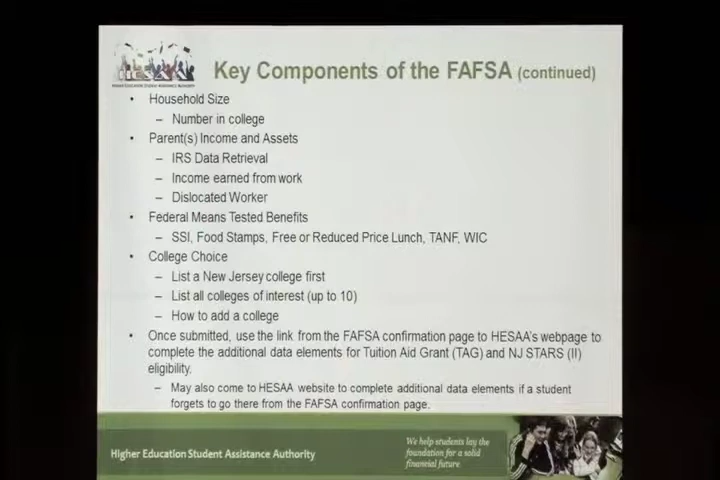 HESAA
Higher Education Student Assistance Authority
Key Components of the FAFSA (continued)
• Household Size
– Number in college
• Parent(s) Income and Assets
– IRS Data Retrieval
– Income earned from work
– Dislocated Worker
• Federal Means Tested Benefits
– SSI, Food Stamps, Free or Reduced Price Lunch, TANF, WIC
• College Choice
– List a New Jersey college first
– List all colleges of interest (up to 10)
– How to add a college
• Once submitted, use the link from the FAFSA confirmation page to HESAA's webpage to
complete the additional data elements for Tuition Aid Grant (TAG) and NJ STARS (II)
eligibility.
– May also come to HESAA website to complete additional data elements if a student
forgets to go there from the FAFSA confirmation page.
Higher Education Student Assistance Authority
We help students lay the
foundation for a solid
financial future